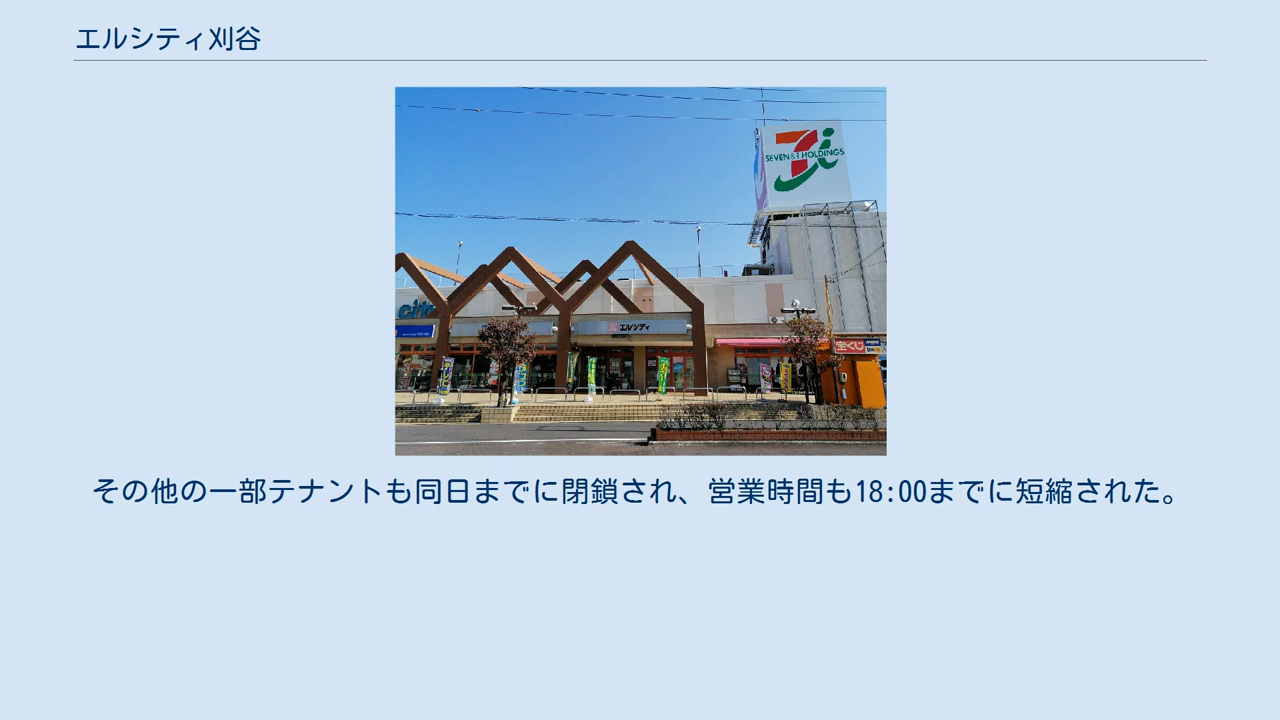 エルシティ刈谷
SEVEN & i HOLDINGS
city
エルシティ
宝くじ
その他の一部テナントも同日までに閉鎖され、営業時間も18:00までに短縮された。